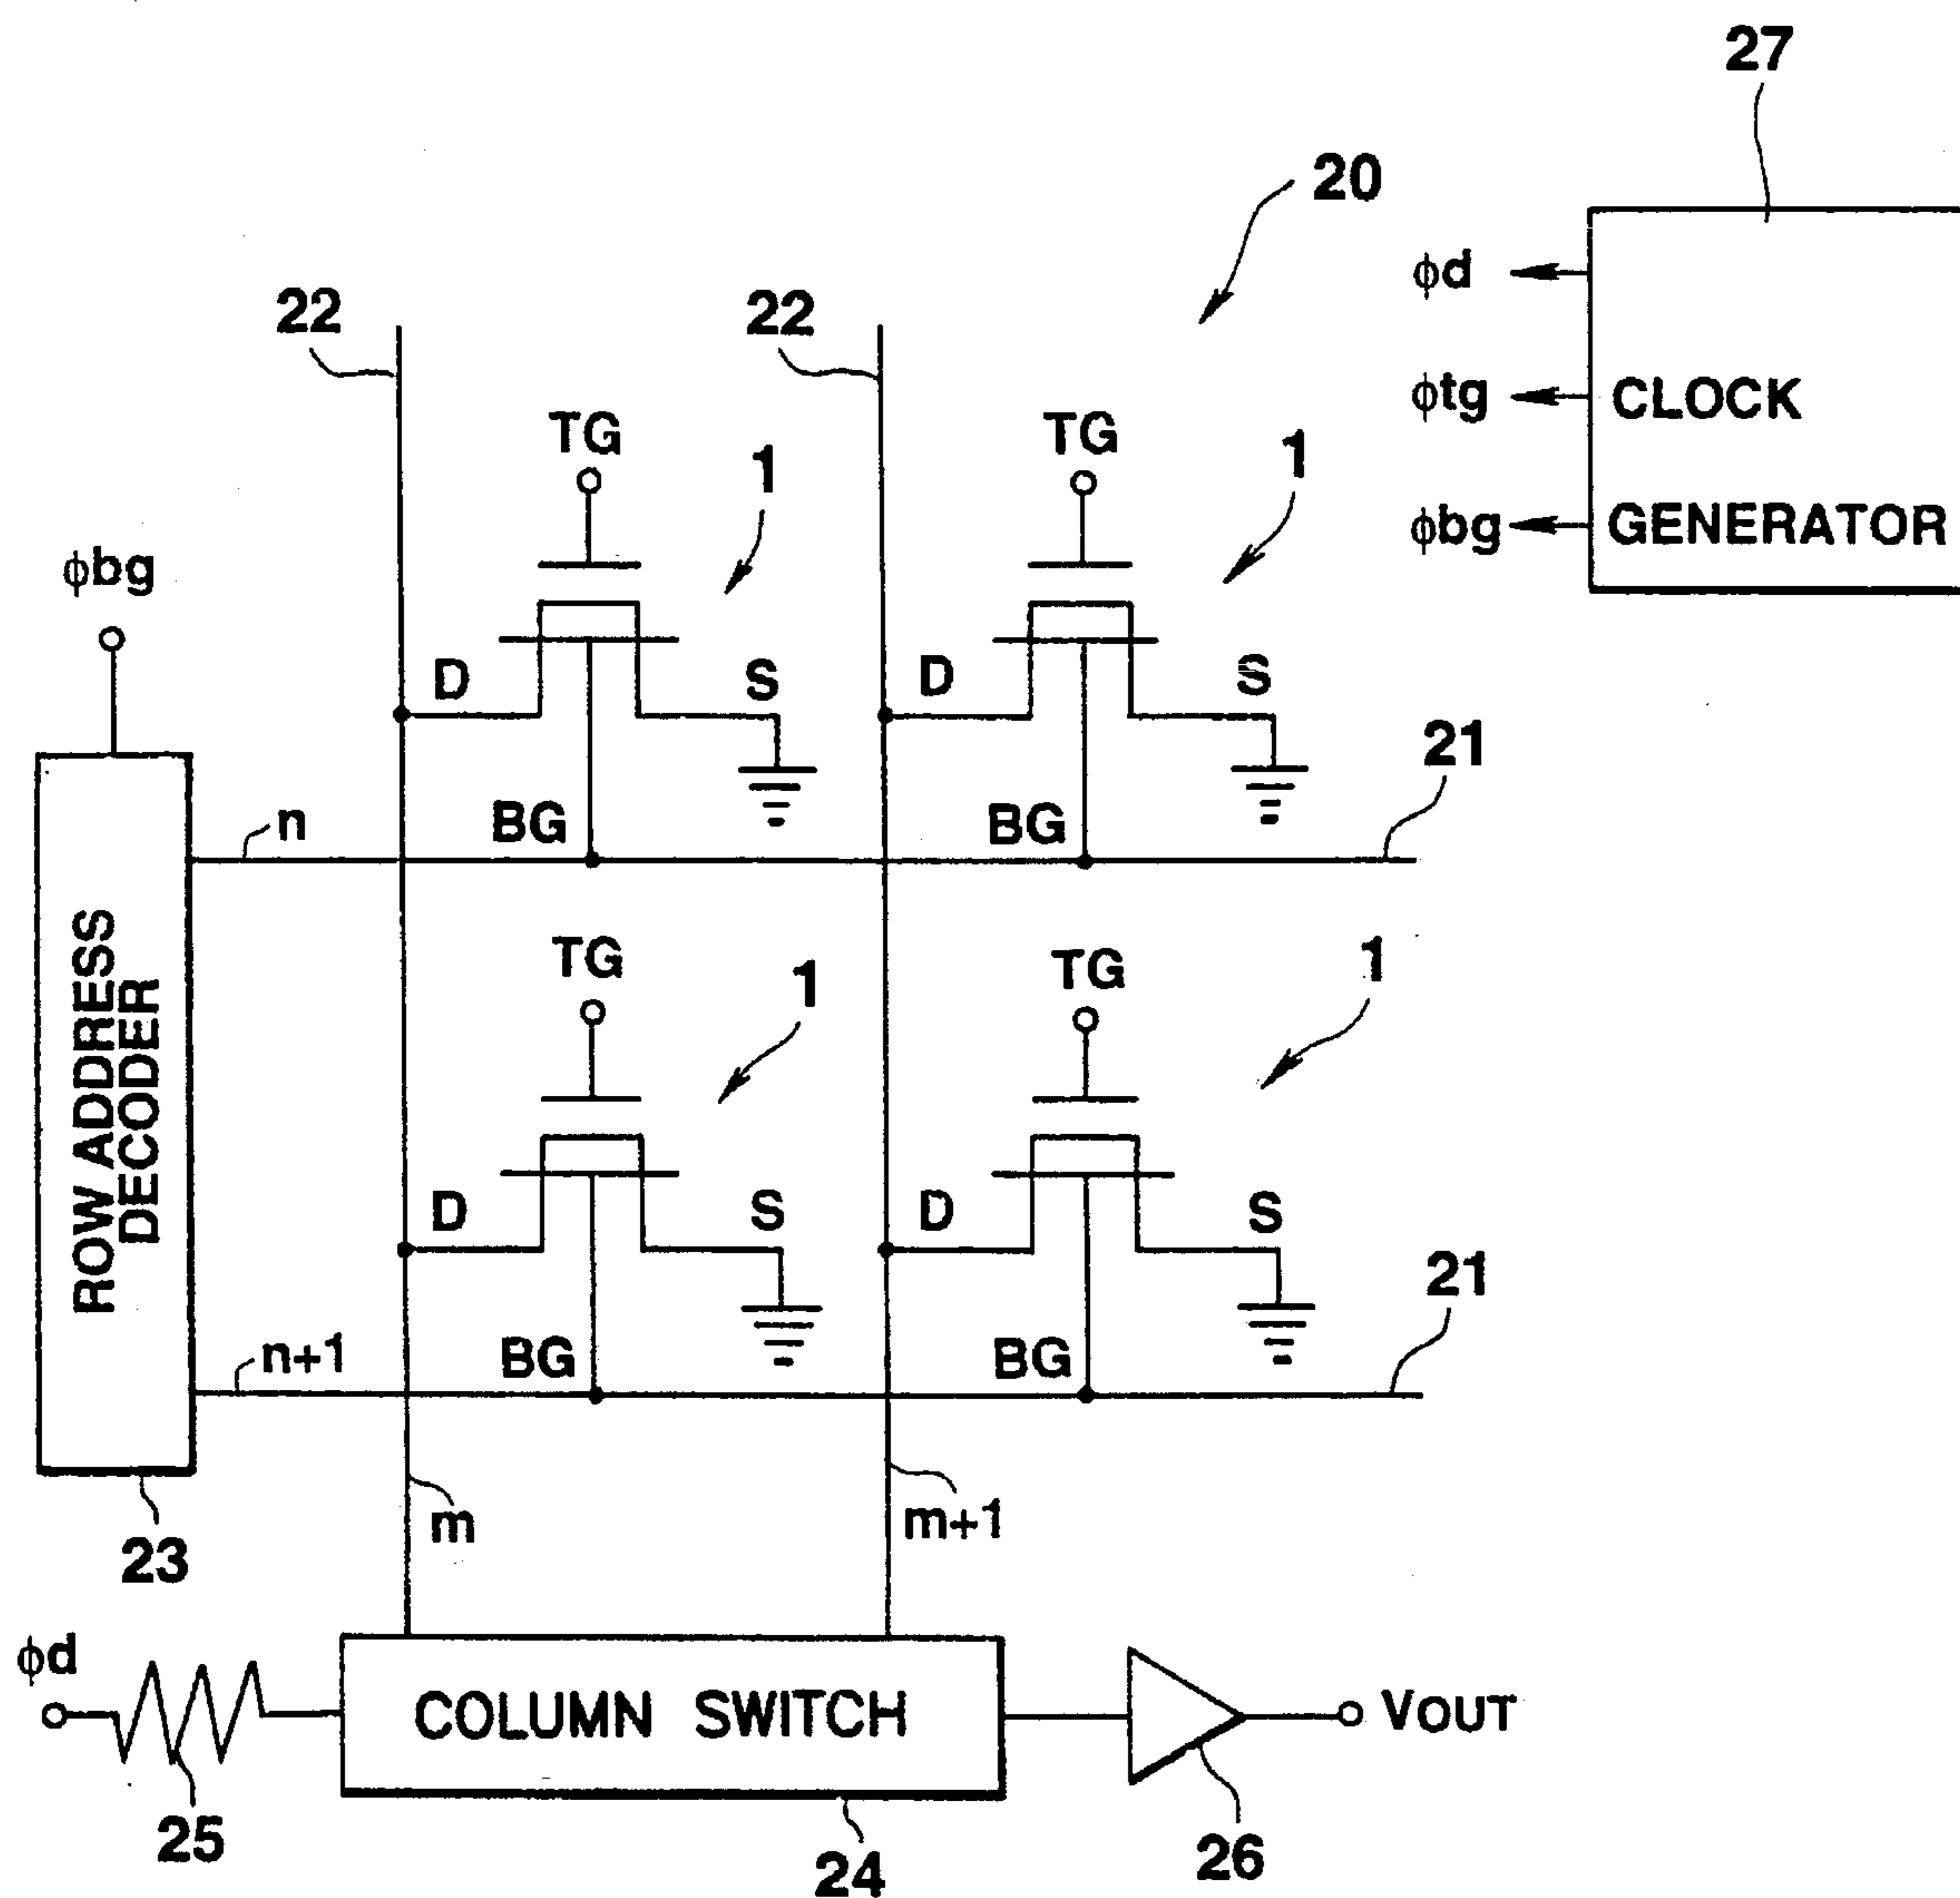 27
20
φd
22
22
φtg
CLOCK
TG
TG
1
1
φbg
GENERATOR
φbg
D
S
D
S
21
n
BG
BG
ROW ADDRESS
DECODER
TG
1
TG
1
D
S
D
S
21
n+1
BG
BG
m
m+1
23
φd
COLUMN SWITCH
VOUT
25
24
26